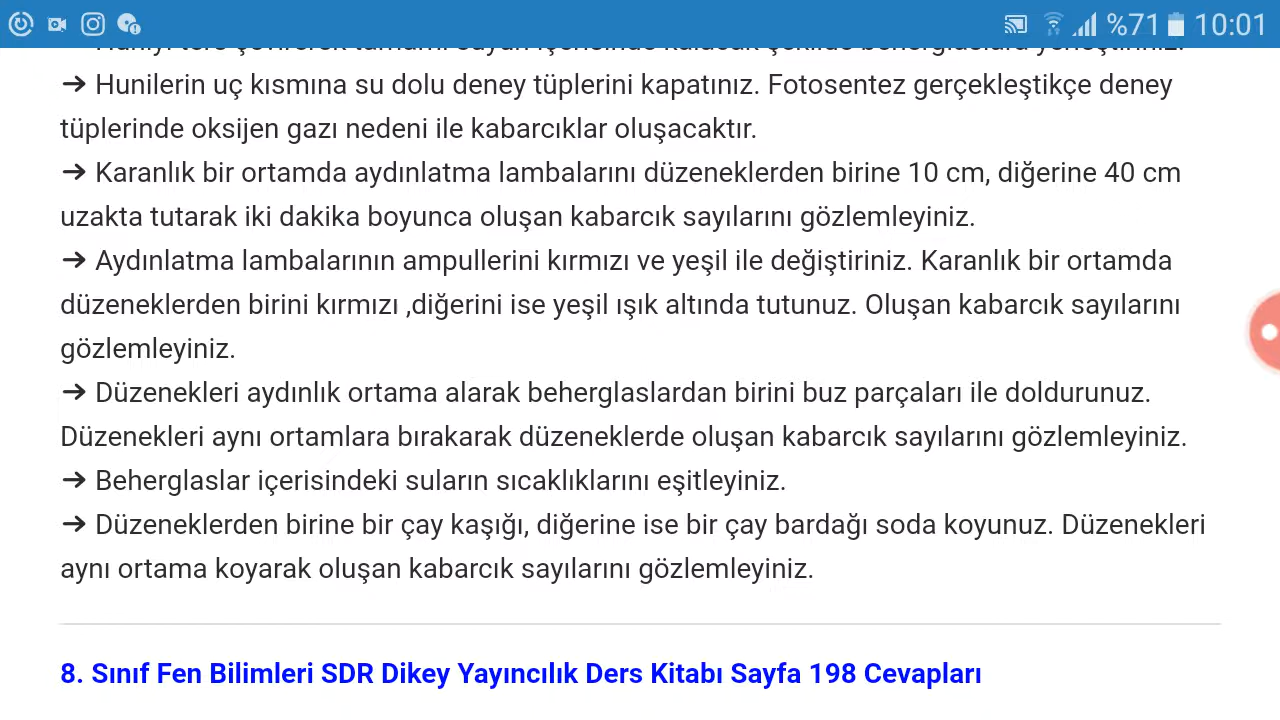 %71 10:01
→ Hunilerin uç kısmına su dolu deney tüplerini kapatınız. Fotosentez gerçekleştikçe deney
tüplerinde oksijen gazı nedeni ile kabarcıklar oluşacaktır.
→ Karanlık bir ortamda aydınlatma lambalarını düzeneklerden birine 10 cm, diğerine 40 cm
uzakta tutarak iki dakika boyunca oluşan kabarcık sayılarını gözlemleyiniz.
→ Aydınlatma lambalarının ampullerini kırmızı ve yeşil ile değiştiriniz. Karanlık bir ortamda
düzeneklerden birini kırmızı ,diğerini ise yeşil ışık altında tutunuz. Oluşan kabarcık sayılarını
gözlemleyiniz.
→ Düzenekleri aydınlık ortama alarak beherglaslardan birini buz parçaları ile doldurunuz.
Düzenekleri aynı ortamlara bırakarak düzeneklerde oluşan kabarcık sayılarını gözlemleyiniz.
→ Beherglaslar içerisindeki suların sıcaklıklarını eşitleyiniz.
→ Düzeneklerden birine bir çay kaşığı, diğerine ise bir çay bardağı soda koyunuz. Düzenekleri
aynı ortama koyarak oluşan kabarcık sayılarını gözlemleyiniz.
8. Sınıf Fen Bilimleri SDR Dikey Yayıncılık Ders Kitabı Sayfa 198 Cevapları